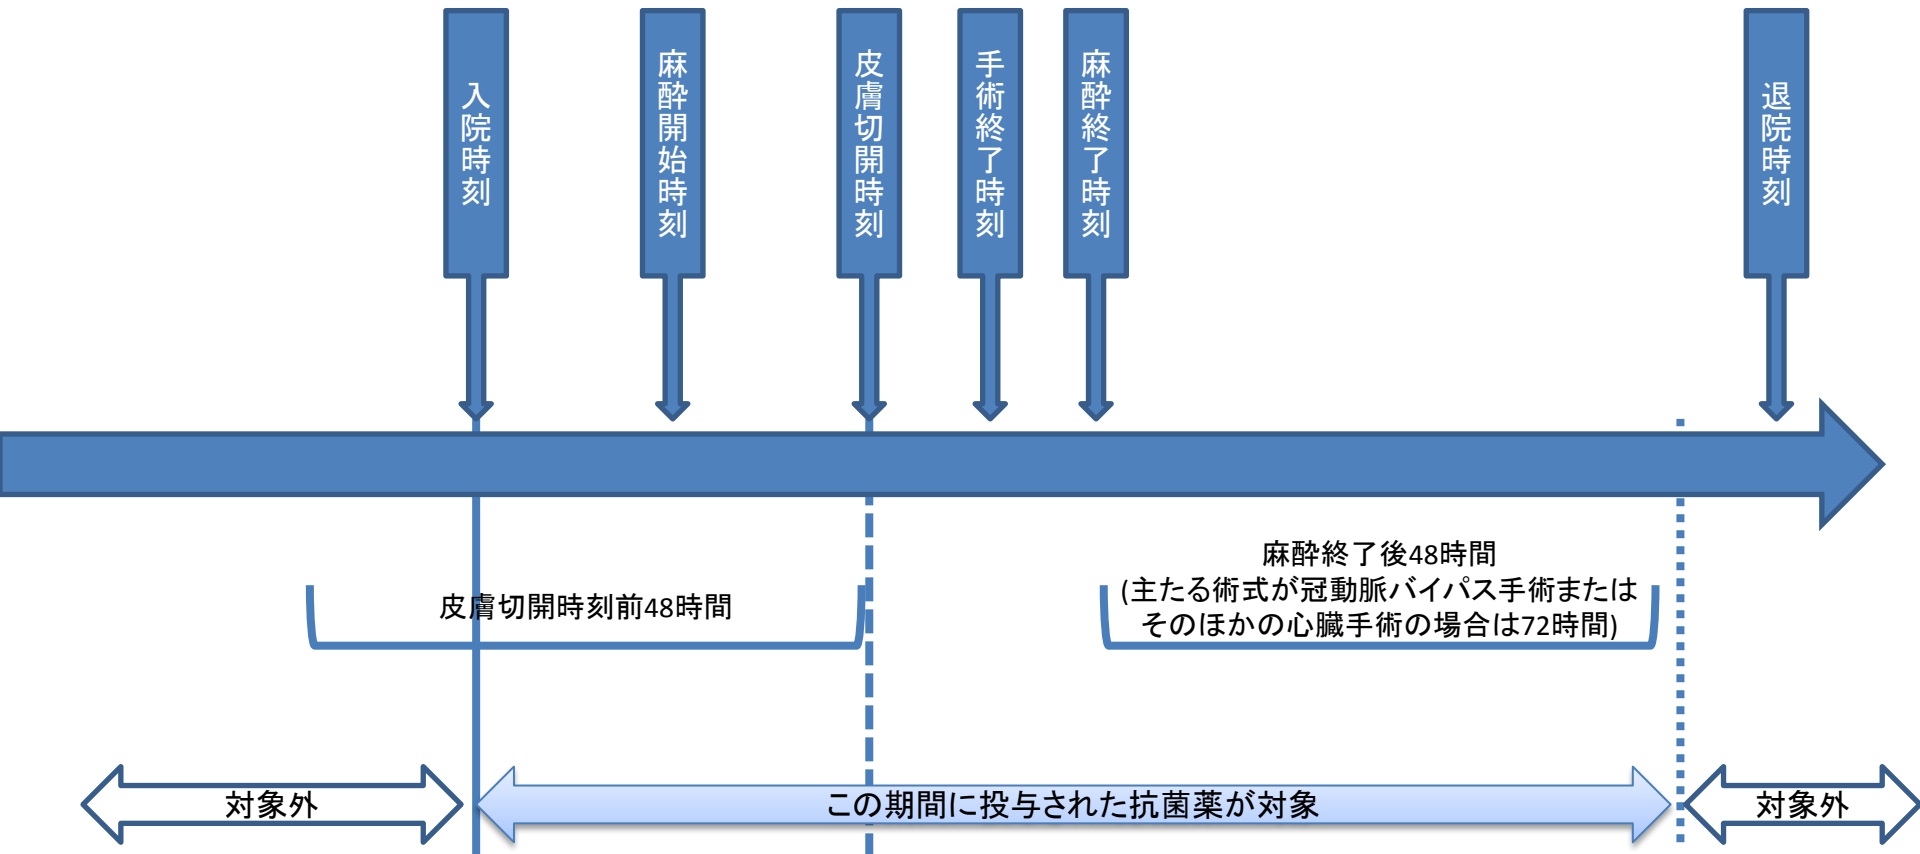 入院時刻
麻酔開始時刻
皮膚切開時刻
手術終了時刻
麻酔終了時刻
退院時刻
皮膚切開時刻前48時間
麻酔終了後48時間
(主たる術式が冠動脈バイパス手術または
そのほかの心臓手術の場合は72時間)
対象外
この期間に投与された抗菌薬が対象
対象外